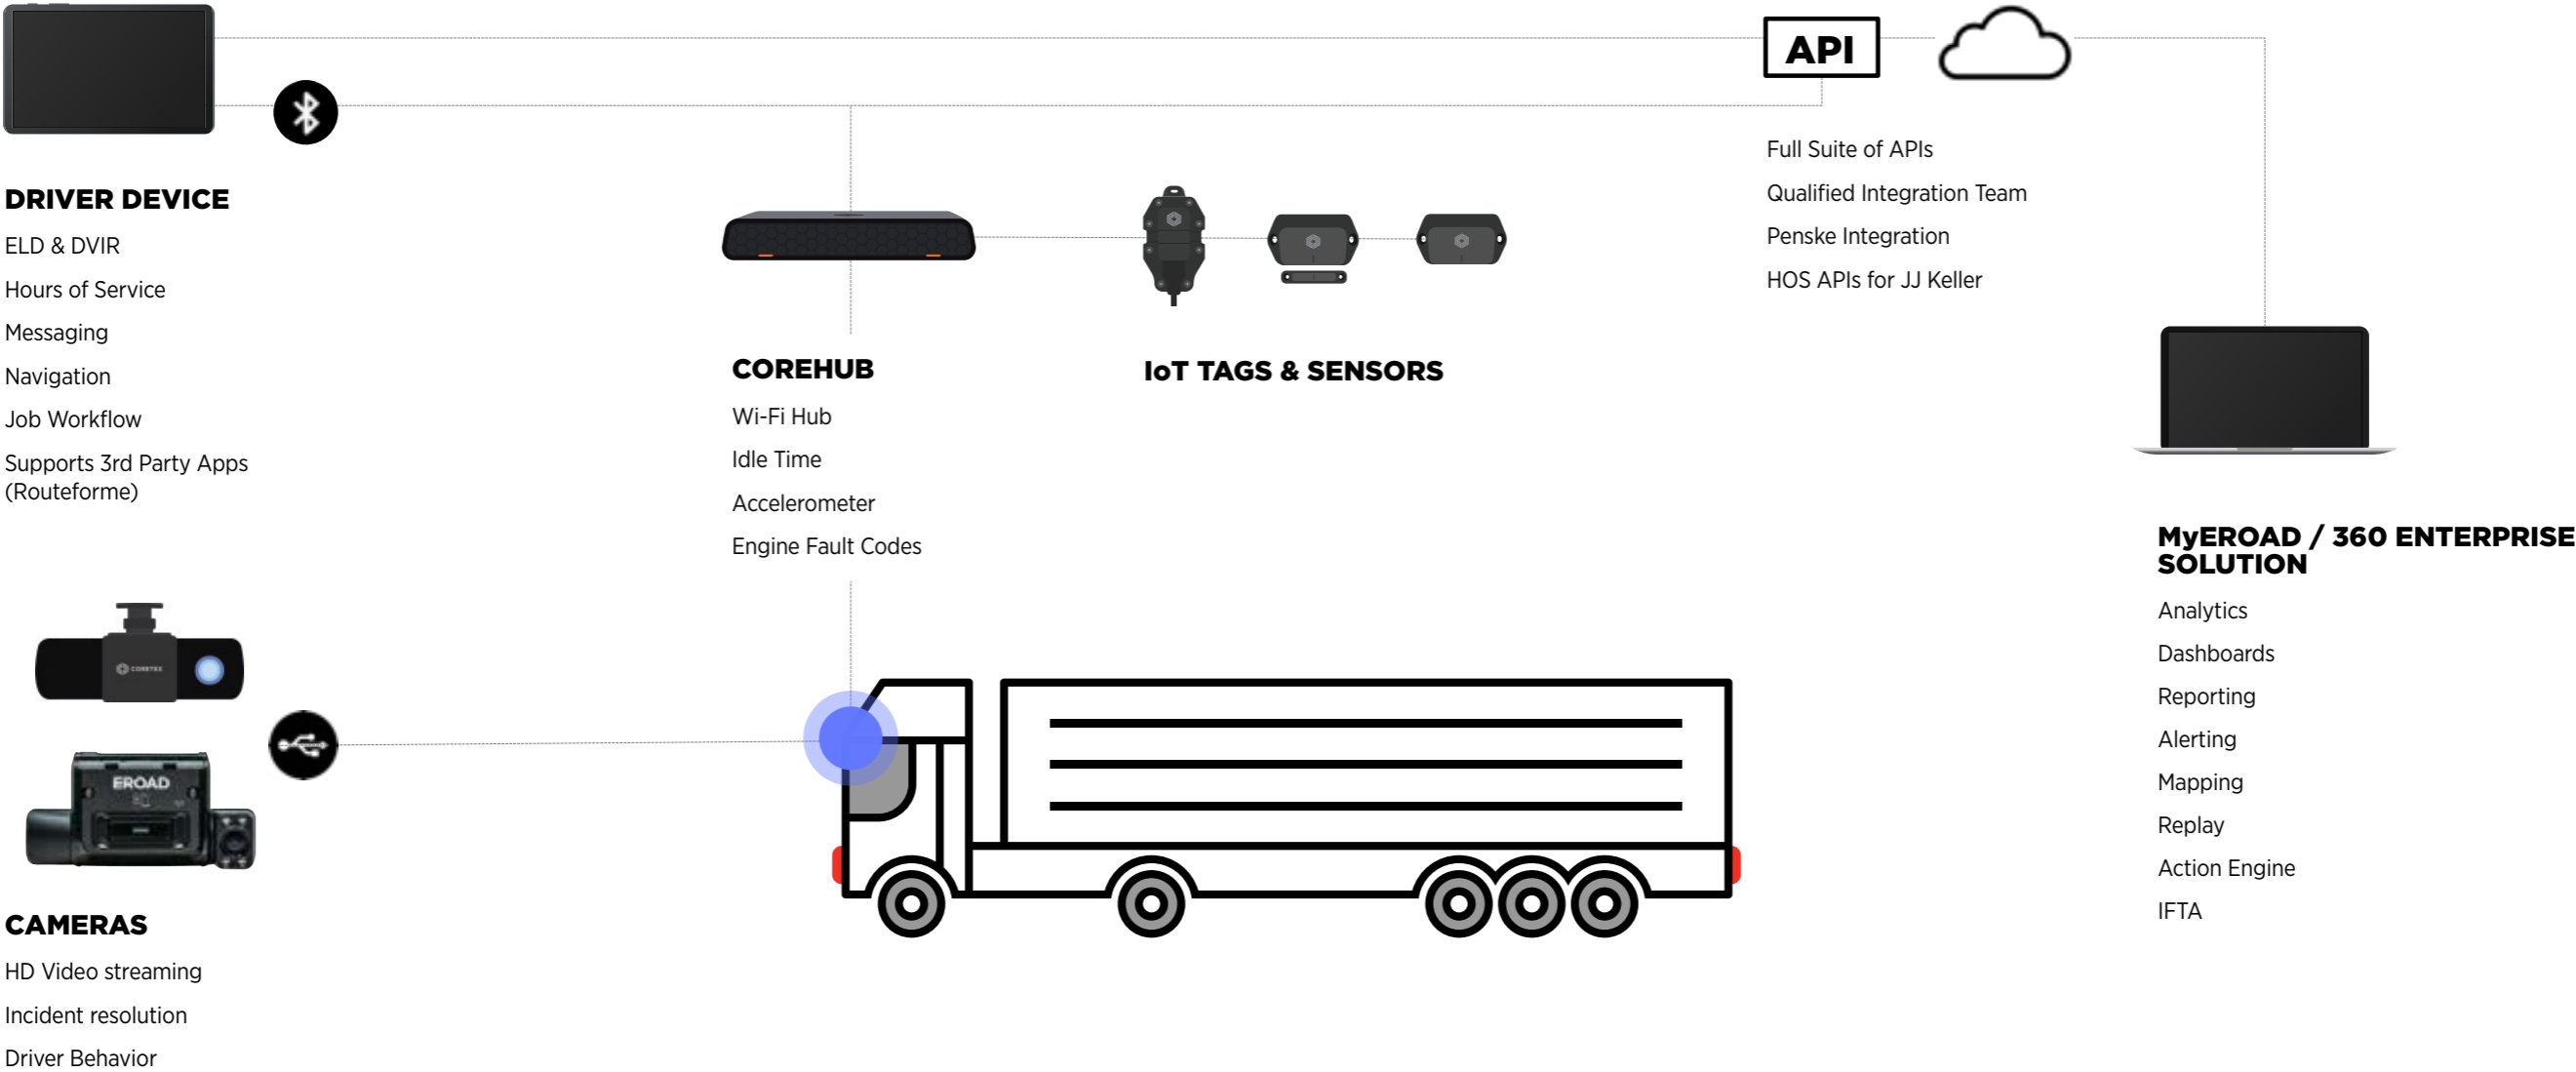 API
Full Suite of APIs
Qualified Integration Team
Penske Integration
HOS APIs for JJ Keller
DRIVER DEVICE
ELD & DVIR
Hours of Service
Messaging
Navigation
Job Workflow
Supports 3rd Party Apps
(Routeforme)
COREHUB
Wi-Fi Hub
Idle Time
Accelerometer
Engine Fault Codes
IoT TAGS & SENSORS
MyEROAD / 360 ENTERPRISE
SOLUTION
Analytics
Dashboards
Reporting
Alerting
Mapping
Replay
Action Engine
IFTA
CORETEX
EROAD
CAMERAS
HD Video streaming
Incident resolution
Driver Behavior